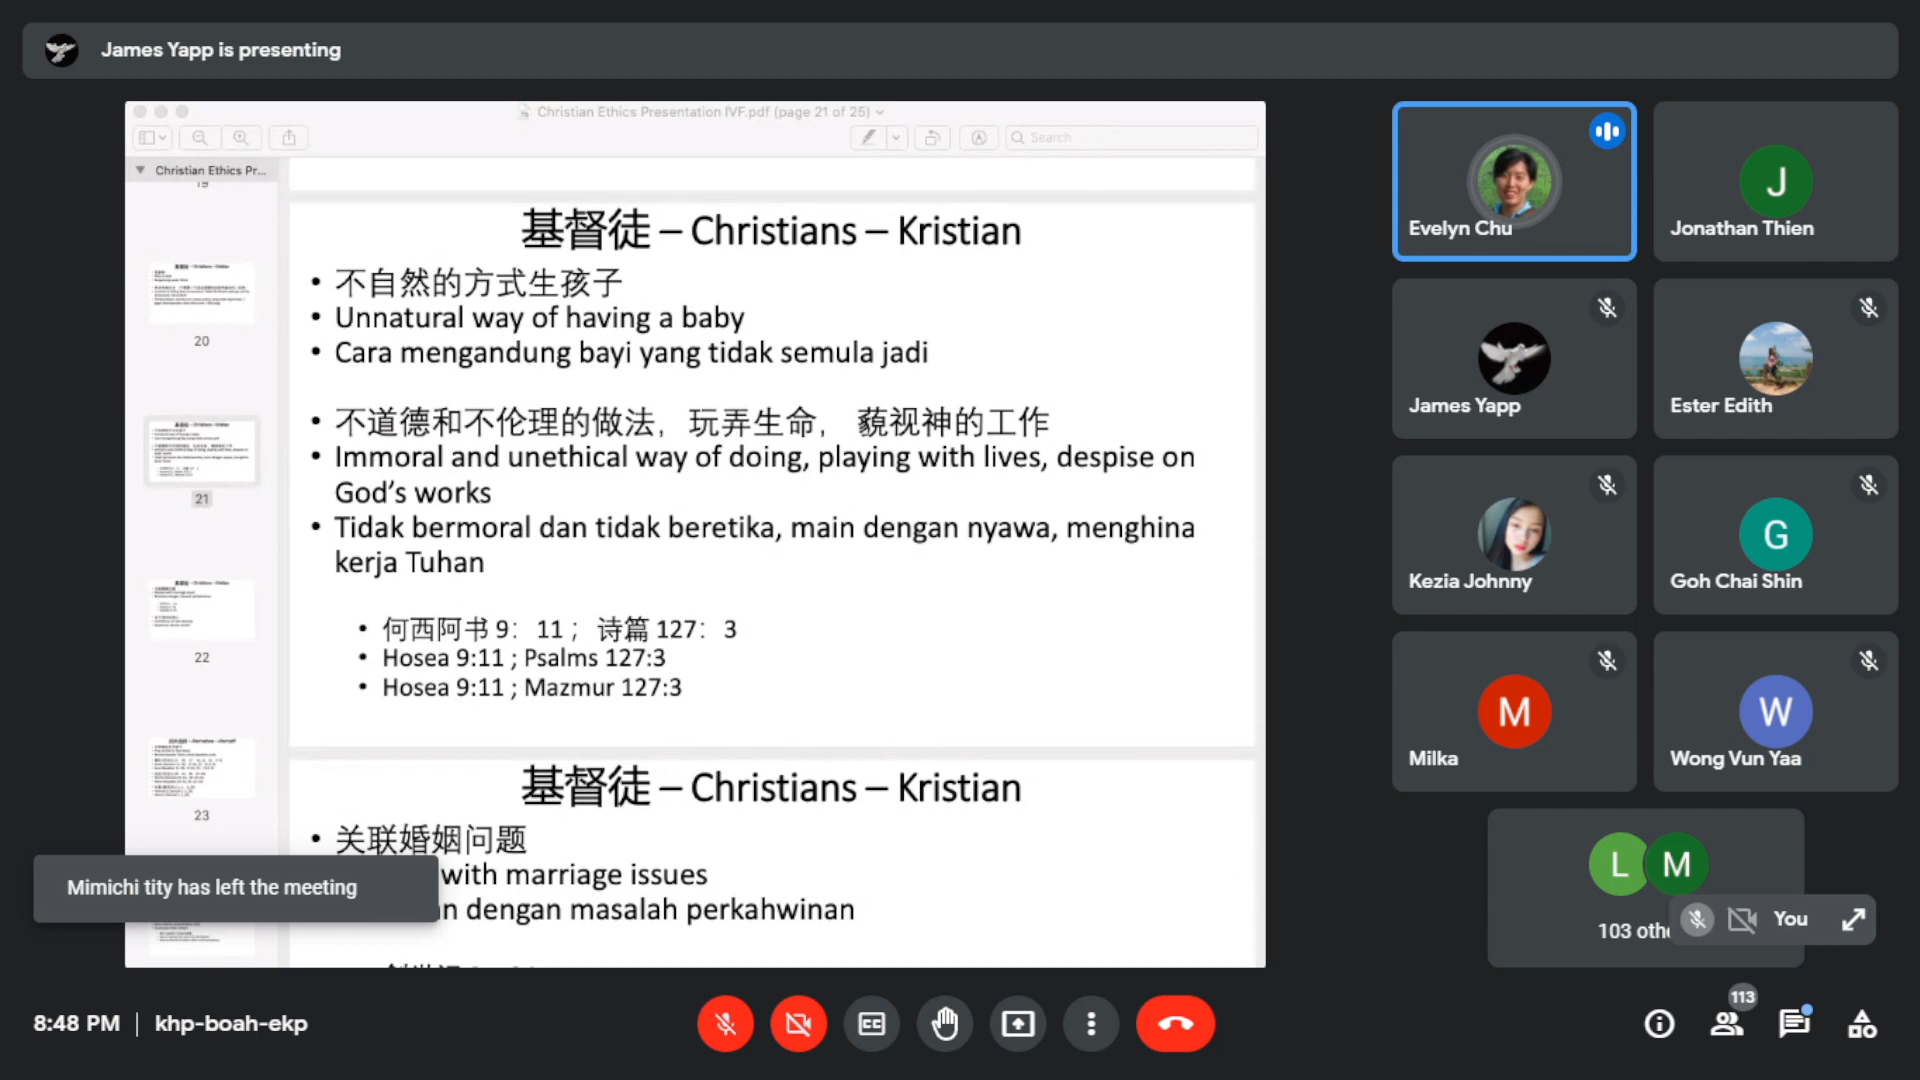 James Yapp is presenting
Christian Ethics Presentation IVF.pdf (page 21 of 25)
Search
Christian Ethics Pr...
19
20
21
22
23
基督徒 – Christians – Kristian
• 不自然的方式生孩子
• Unnatural way of having a baby
• Cara mengandung bayi yang tidak semula jadi
• 不道德和不伦理的做法，玩弄生命， 藐视神的工作
• Immoral and unethical way of doing, playing with lives, despise on
God’s works
• Tidak bermoral dan tidak beretika, main dengan nyawa, menghina
kerja Tuhan
• 何西阿书 9：11； 诗篇 127：3
• Hosea 9:11 ; Psalms 127:3
• Hosea 9:11 ; Mazmur 127:3
基督徒 – Christians – Kristian
• 关联婚姻问题
with marriage issues
n dengan masalah perkahwinan
Mimichi tity has left the meeting
Evelyn Chu
J
Jonathan Thien
James Yapp
Ester Edith
Kezia Johnny
G
Goh Chai Shin
M
Milka
W
Wong Vun Yaa
L
M
103 oth
You
8:48 PM | khp-boah-ekp
CC
113